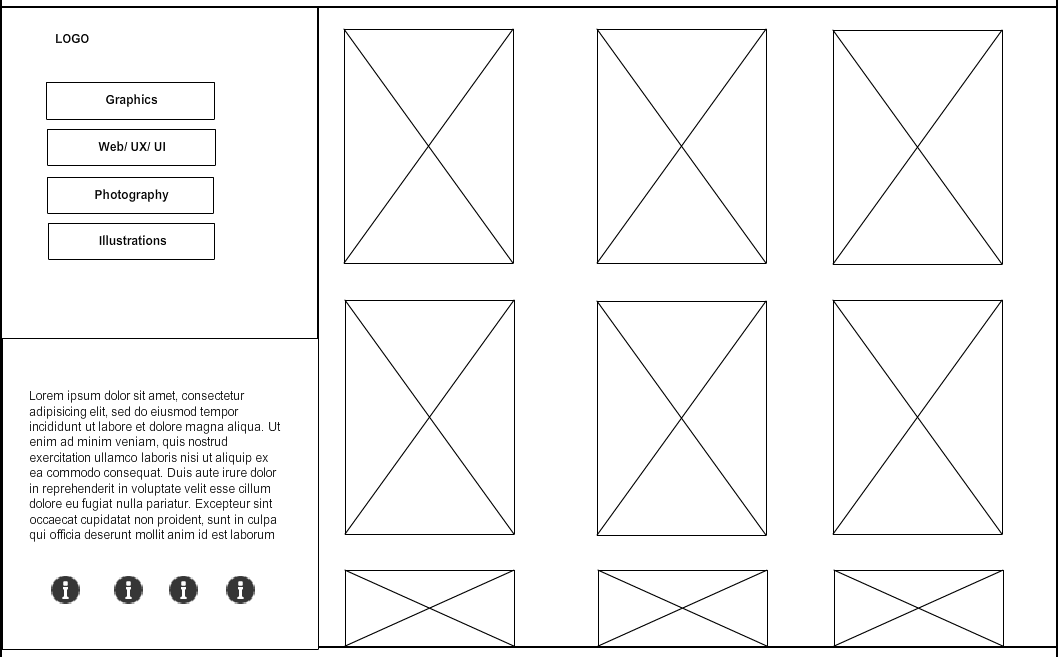 LOGO
Graphics
Web/ UX/ UI
Photography
Illustrations
Lorem ipsum dolor sit amet, consectetur
adipisicing elit, sed do eiusmod tempor
incididunt ut labore et dolore magna aliqua. Ut
enim ad minim veniam, quis nostrud
exercitation ullamco laboris nisi ut aliquip ex
ea commodo consequat. Duis aute irure dolor
in reprehenderit in voluptate velit esse cillum
dolore eu fugiat nulla pariatur. Excepteur sint
occaecat cupidatat non proident, sunt in culpa
qui officia deserunt mollit anim id est laborum